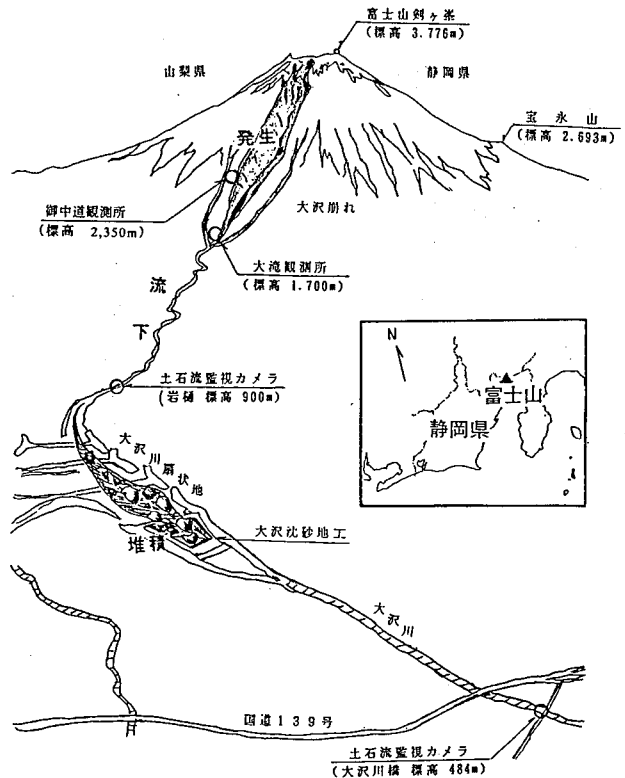 富士山剣ヶ峯
(標高 3.776m)
山梨県
静岡県
宝永山
(標高 2.693m)
発生
御中道観測所
(標高 2,350m)
大沢崩れ
大滝観測所
(標高 1.700m)
流下
土石流監視カメラ
(岩樋 標高 900m)
N
富士山
静岡県
大沢川扇状地
大沢沈砂地工
堆積
大沢川
国道139号
土石流監視カメラ
(大沢川橋 標高 484m)